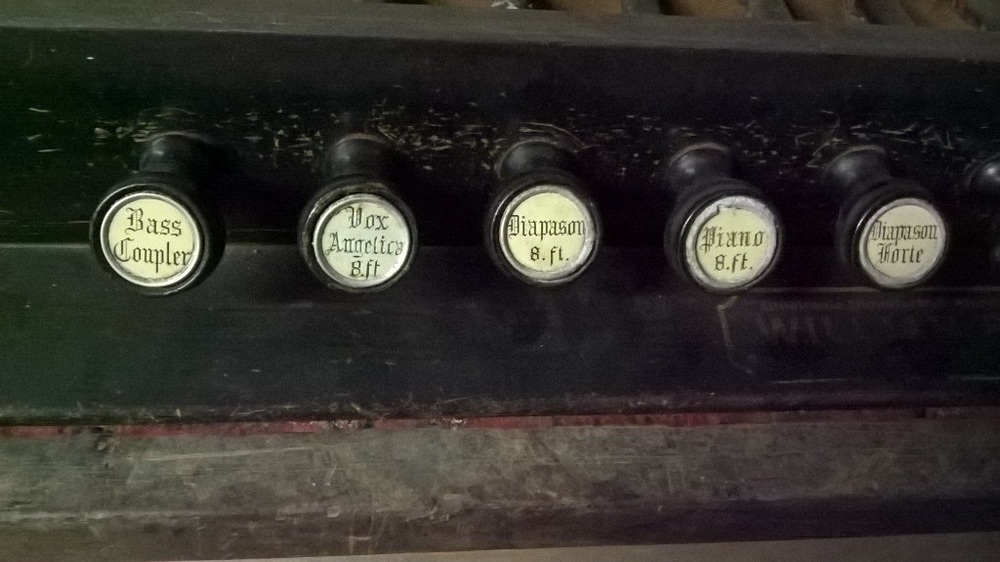 Bass
Coupler
Vox
Angelica
8.ft
Diapason
8.ft.
Piano
8.ft.
Diapason
Forte